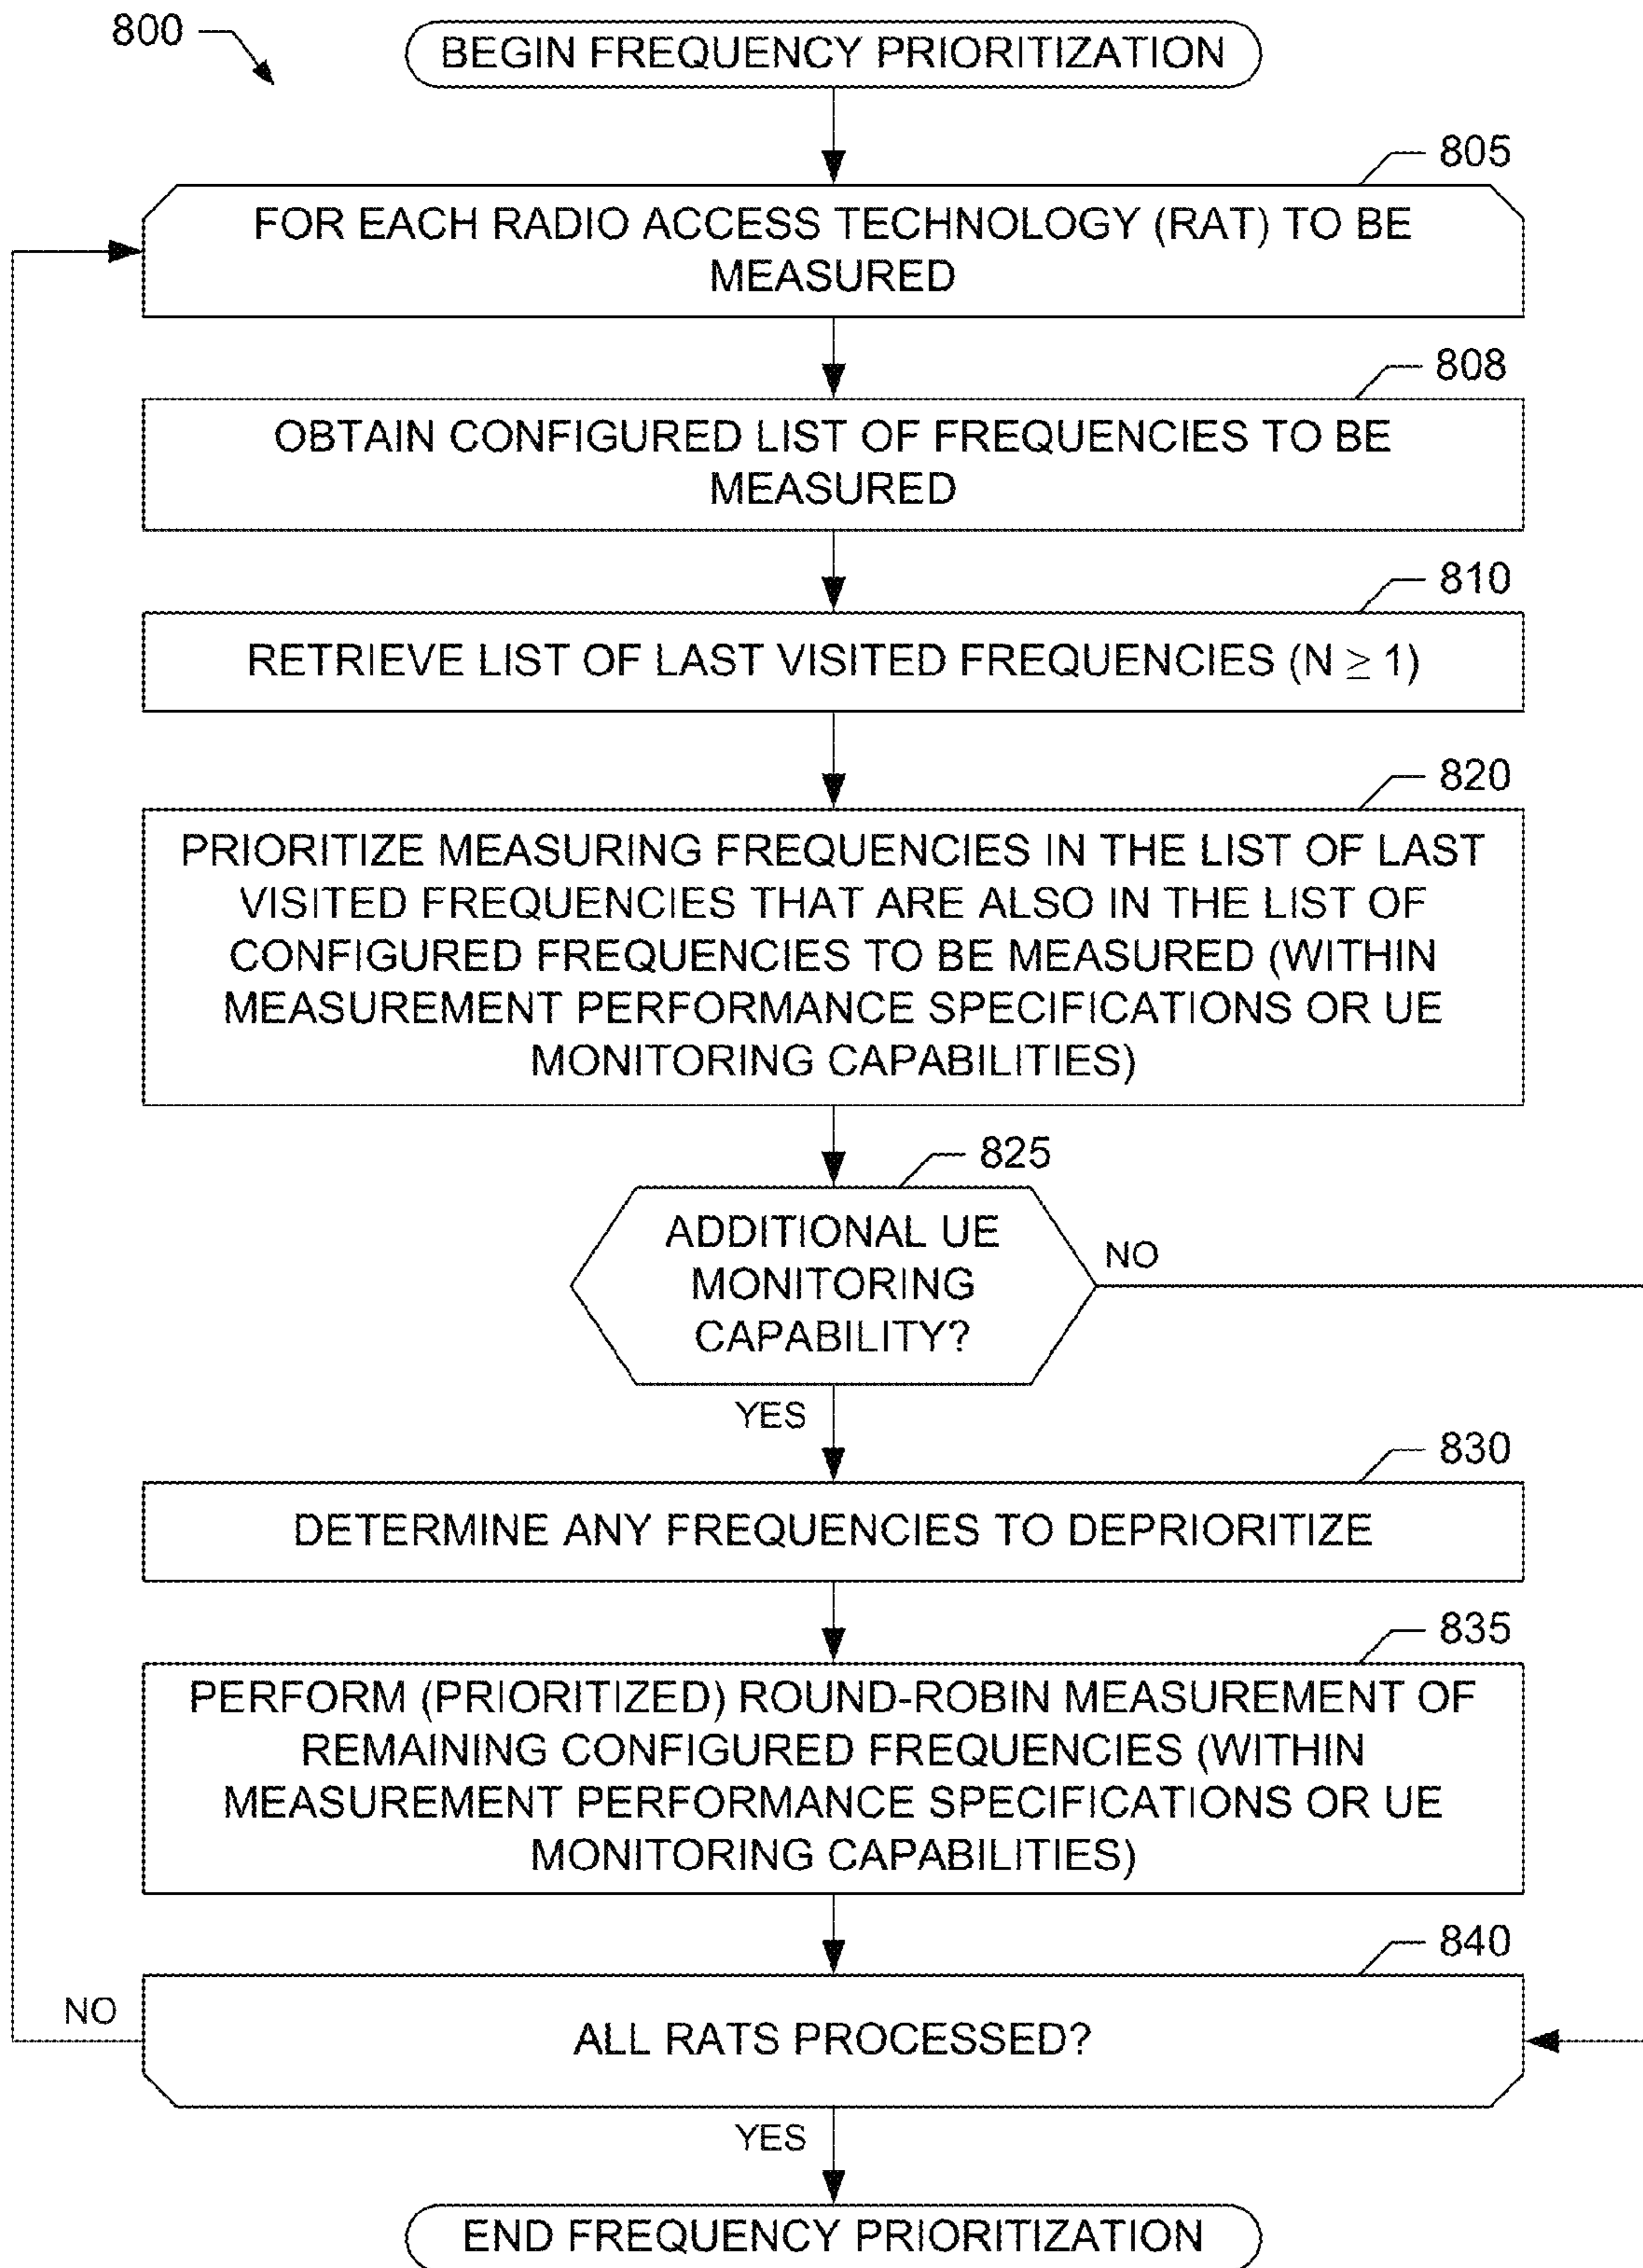 800
BEGIN FREQUENCY PRIORITIZATION
805
FOR EACH RADIO ACCESS TECHNOLOGY (RAT) TO BE
MEASURED
808
OBTAIN CONFIGURED LIST OF FREQUENCIES TO BE
MEASURED
810
RETRIEVE LIST OF LAST VISITED FREQUENCIES (N ≥ 1)
820
PRIORITIZE MEASURING FREQUENCIES IN THE LIST OF LAST
VISITED FREQUENCIES THAT ARE ALSO IN THE LIST OF
CONFIGURED FREQUENCIES TO BE MEASURED (WITHIN
MEASUREMENT PERFORMANCE SPECIFICATIONS OR UE
MONITORING CAPABILITIES)
825
ADDITIONAL UE
MONITORING
CAPABILITY?
NO
YES
830
DETERMINE ANY FREQUENCIES TO DEPRIORITIZE
835
PERFORM (PRIORITIZED) ROUND-ROBIN MEASUREMENT OF
REMAINING CONFIGURED FREQUENCIES (WITHIN
MEASUREMENT PERFORMANCE SPECIFICATIONS OR UE
MONITORING CAPABILITIES)
840
NO
ALL RATS PROCESSED?
YES
END FREQUENCY PRIORITIZATION